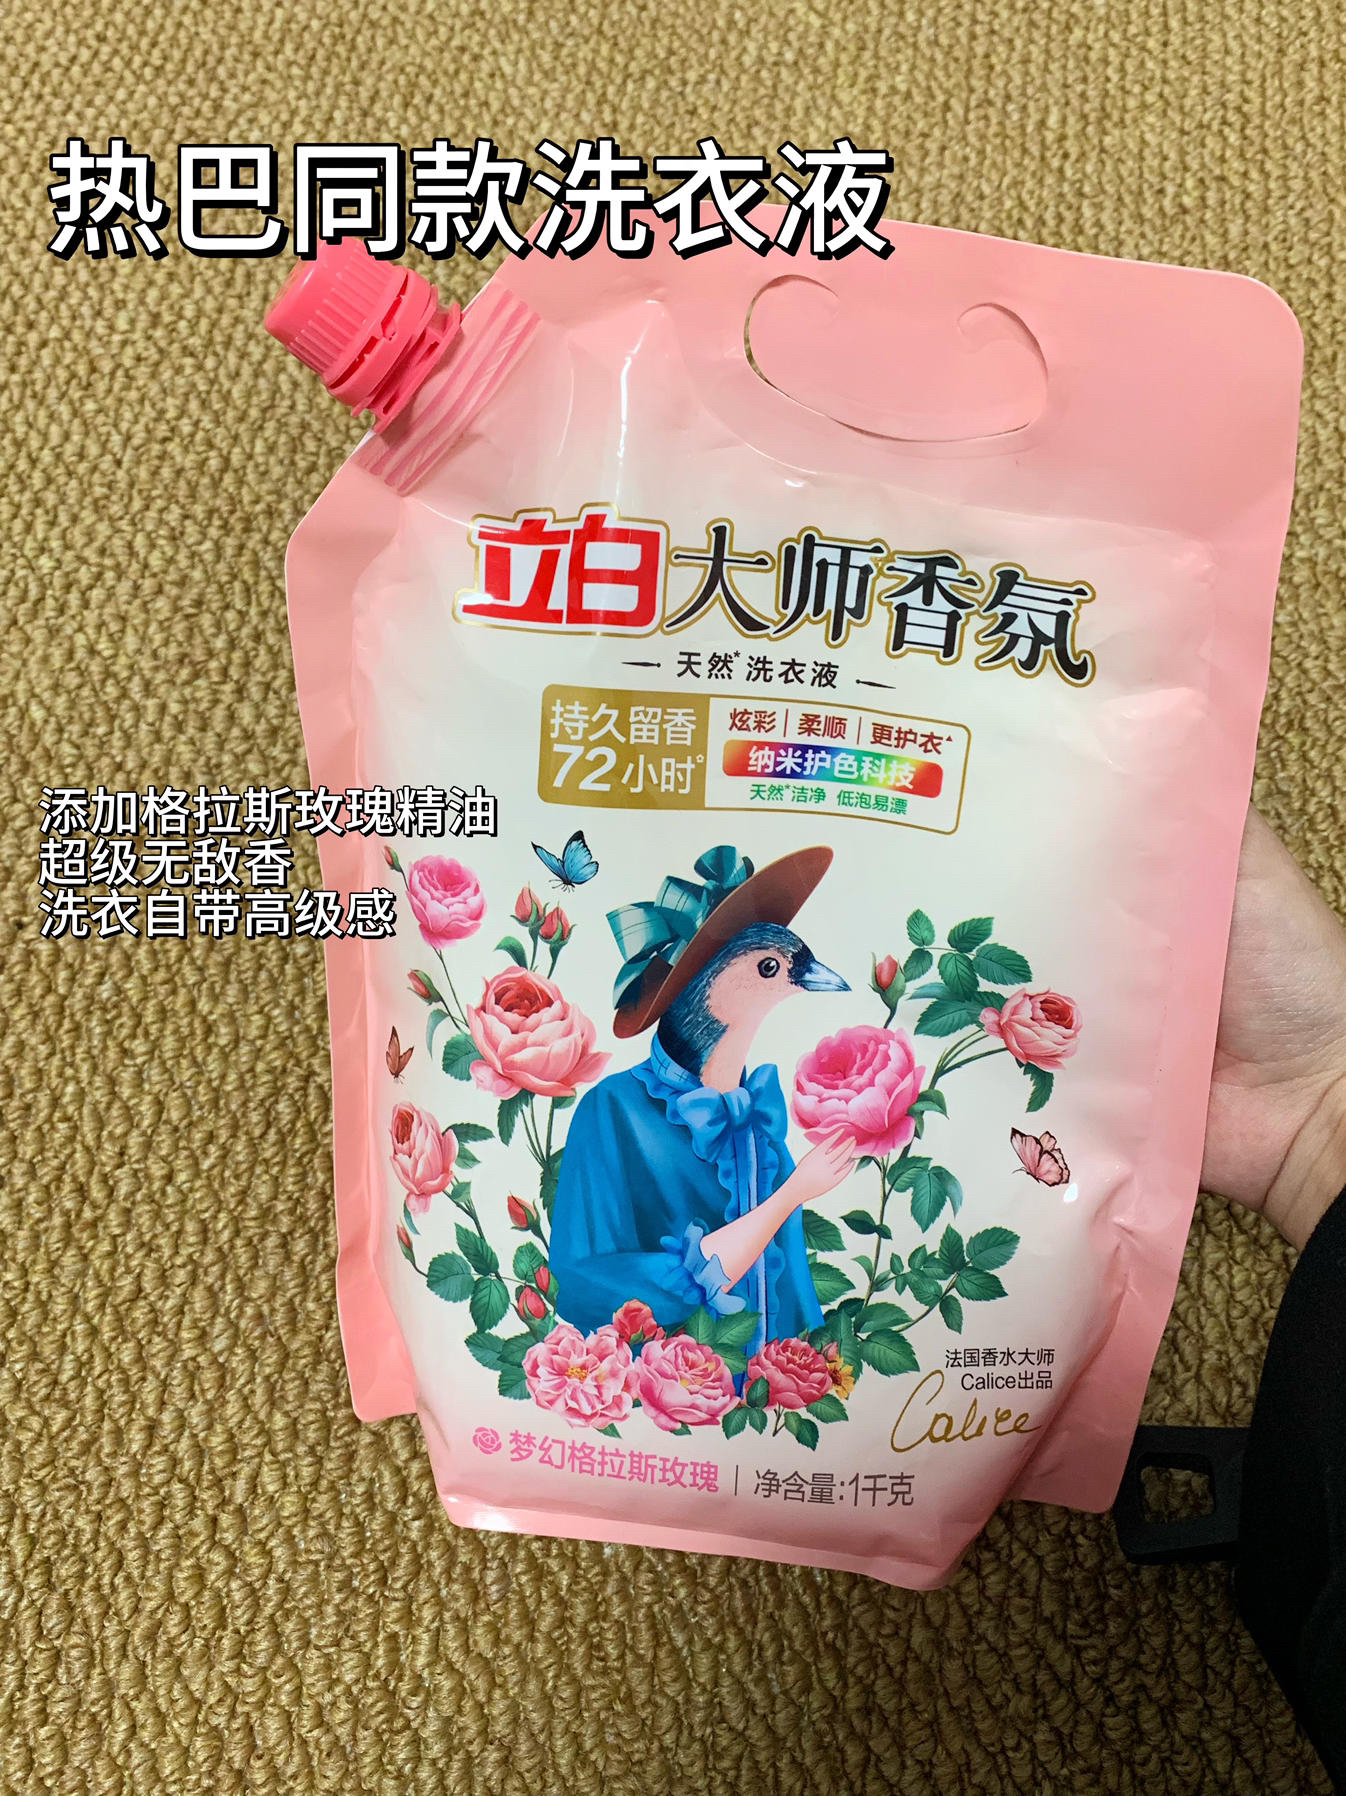 热巴同款洗衣液
立白大师香氛
天然*洗衣液
持久留香
72小时
炫彩|柔顺|更护衣
纳米护色科技
天然*洁净 低泡易漂
添加格拉斯玫瑰精油
超级无敌香
洗衣自带高级感
法国香水大师
Calice出品
Calice
梦幻格拉斯玫瑰|净含量:1千克